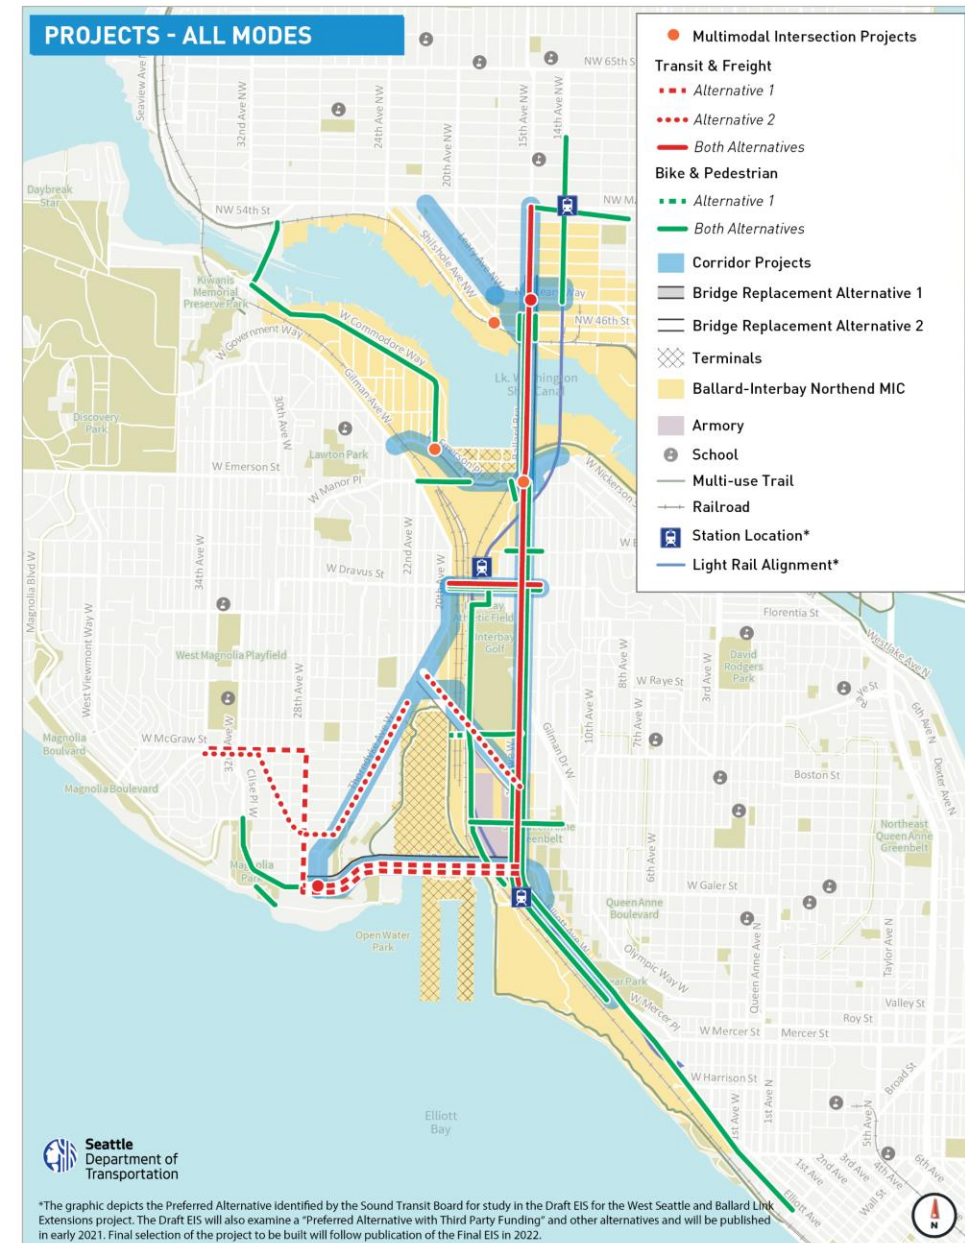 PROJECTS - ALL MODES
Multimodal Intersection Projects
Transit & Freight
Alternative 1
Alternative 2
Both Alternatives
Bike & Pedestrian
Alternative 1
Both Alternatives
Corridor Projects
Bridge Replacement Alternative 1
Bridge Replacement Alternative 2
Terminals
Ballard-Interbay Northend MIC
Armory
School
Multi-use Trail
Railroad
Station Location*
Light Rail Alignment*
Seaview Ave
32nd Ave NW
24th Ave NW
20th Ave NW
15th Ave NW
14th Ave NW
NW 65th S
Daybreak
Star
NW 54th St
Shilshole Ave NW
Leary Ave NW
NW 46th St
Kiwanis
Memorial
Preserve Park
W Government Way
W Commodore Way
Gilman Ave W
Discovery
Park
30th Ave W
Lawton Park
W Emerson St
W Manor Pl
W Nickerson S
34th Ave W
22nd Ave W
20th Ave W
W Dravus St
Magnolia Blvd W
West Viewmont Way W
West Magnolia Playfield
28th Ave W
Interbay
Golf
Florentia St
Westlake Ave N
David
Rodgers
Park
8th Ave W
3rd Ave W
W Raye St
10th Ave W
7th Ave W
6th Ave N
Dexter Ave N
Gilman Dr W
W McGraw St
Magnolia
Boulvard
Magnolia Boulevard
Clise Pl W
Thorndyke Ave W
Boston St
Northeast
Queen Anne
Greenbelt
6th Ave W
W Galer St
Queen Anne
Boulevard
Open Water
Park
Olympic Way W
W Mercer Pl
Queen Anne Ave N
Taylor Ave N
Valley St
Roy St
W Mercer St
Mercer St
W Harrison St
Broad St
1st Ave W
1st Ave N
5th Ave N
Elliott
Bay
1st Ave
2nd Ave
3rd Ave
4th Ave
6th Ave
Wall St
Elliott Ave
N
Seattle
Department of
Transportation
*The graphic depicts the Preferred Alternative identified by the Sound Transit Board for study in the Draft EIS for the West Seattle and Ballard Link
Extensions project. The Draft EIS will also examine a "Preferred Alternative with Third Party Funding" and other alternatives and will be published
in early 2021. Final selection of the project to be built will follow publication of the Final EIS in 2022.